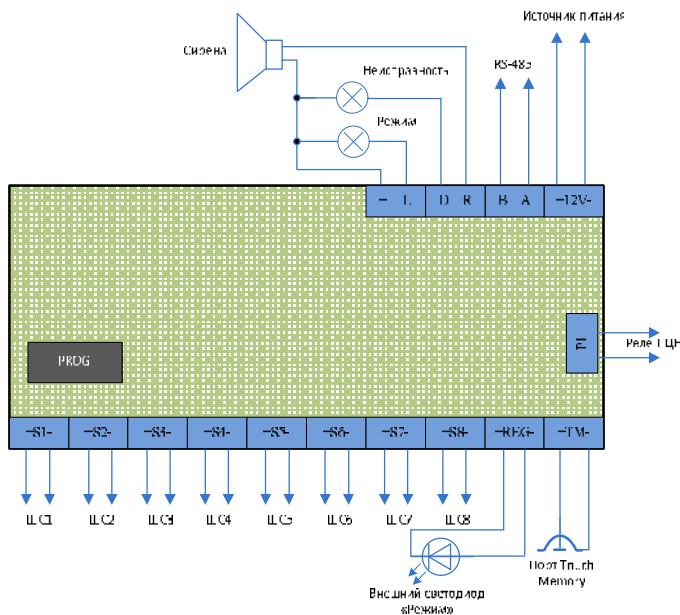 Источник питания
Сирена
RS-485
Неисправность
Режим
+ L D R B A +12V-
PROG
+S1- +S2- +S3- +S4- +S5- +S6- +S7- +S8- +REG- +TM-
Реле ПЦН
ШС1 ШС2 ШС3 ШС4 ШС5 ШС6 ШС7 ШС8
Порт Touch
Memory
Внешний светодиод
«Режим»